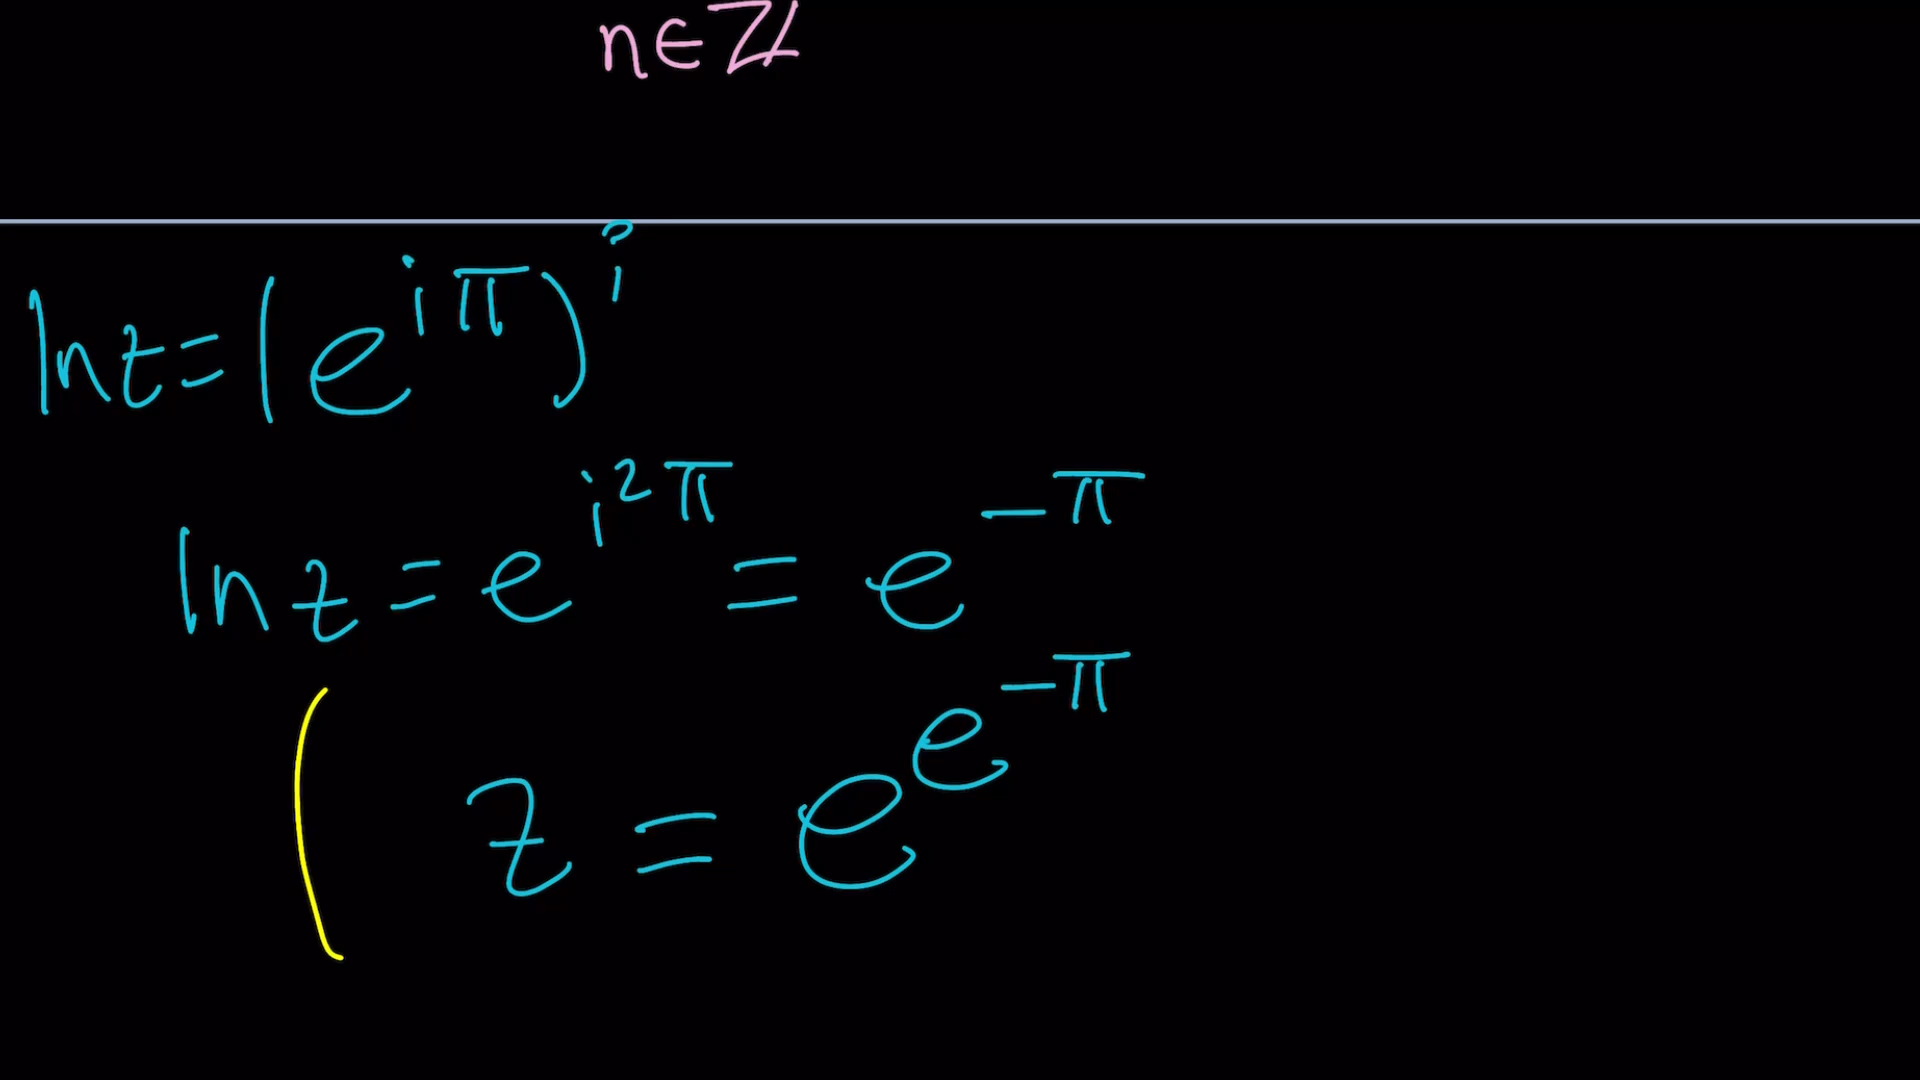 n∈ℤ
ln z = (e^{iπ})^i
ln z = e^{i²π} = e^{-π}
( z = e^{e^{-π}}